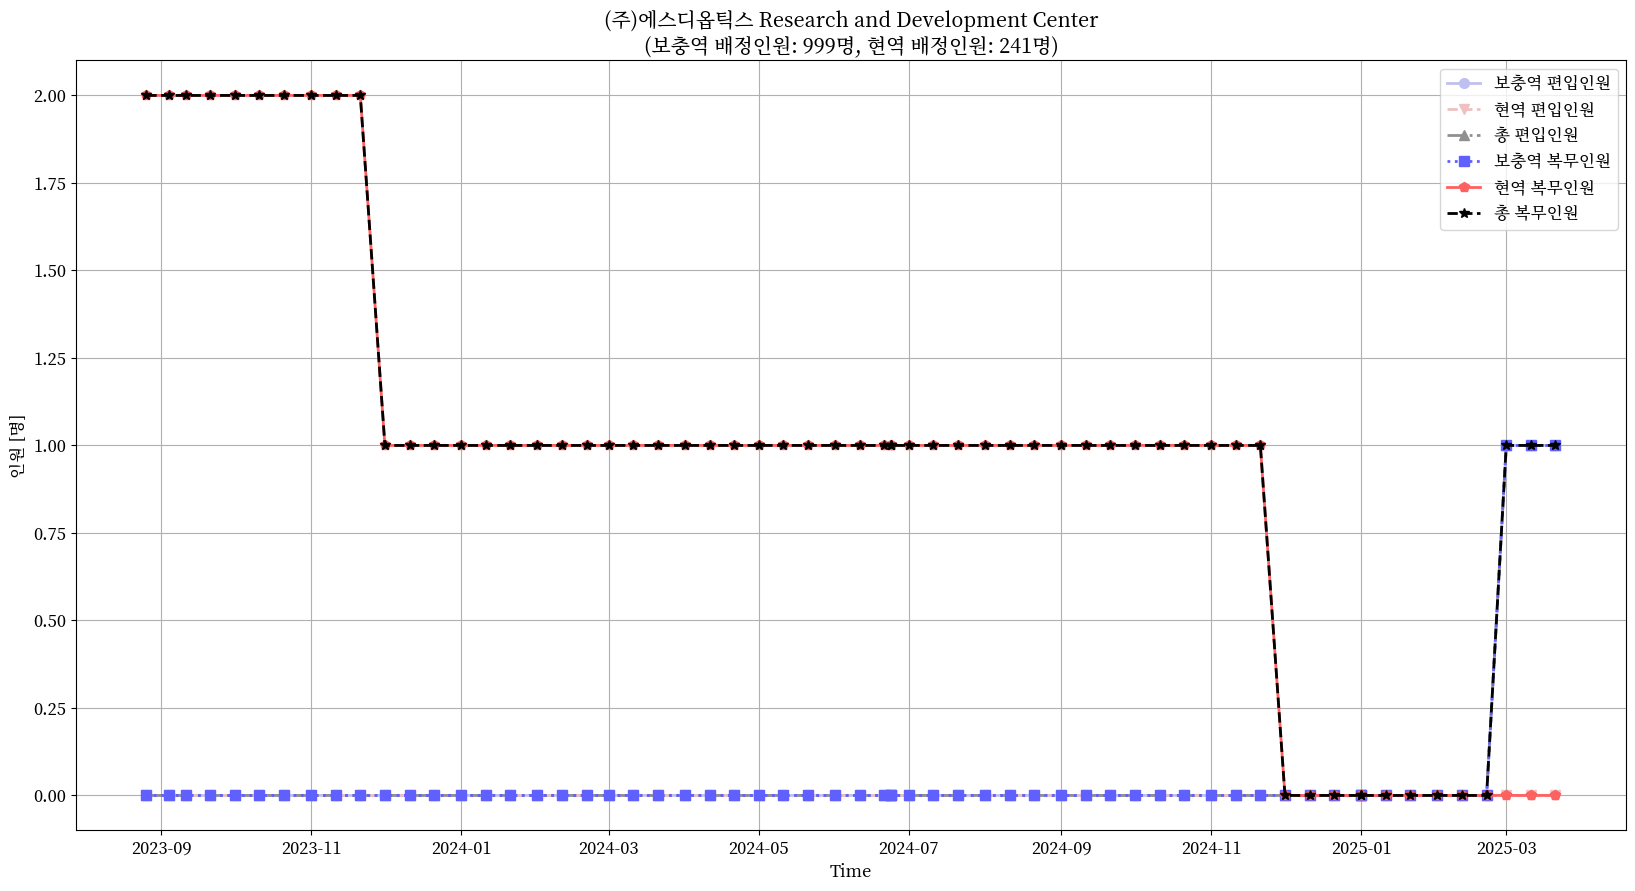 (주)에스디옵틱스 Research and Development Center
(보충역 배정인원: 999명, 현역 배정인원: 241명)
보충역 편입인원
현역 편입인원
총 편입인원
보충역 복무인원
현역 복무인원
총 복무인원
2.00
1.75
1.50
1.25
1.00
0.75
0.50
0.25
0.00
인원 [명]
2023-09 2023-11 2024-01 2024-03 2024-05 2024-07 2024-09 2024-11 2025-01 2025-03
Time